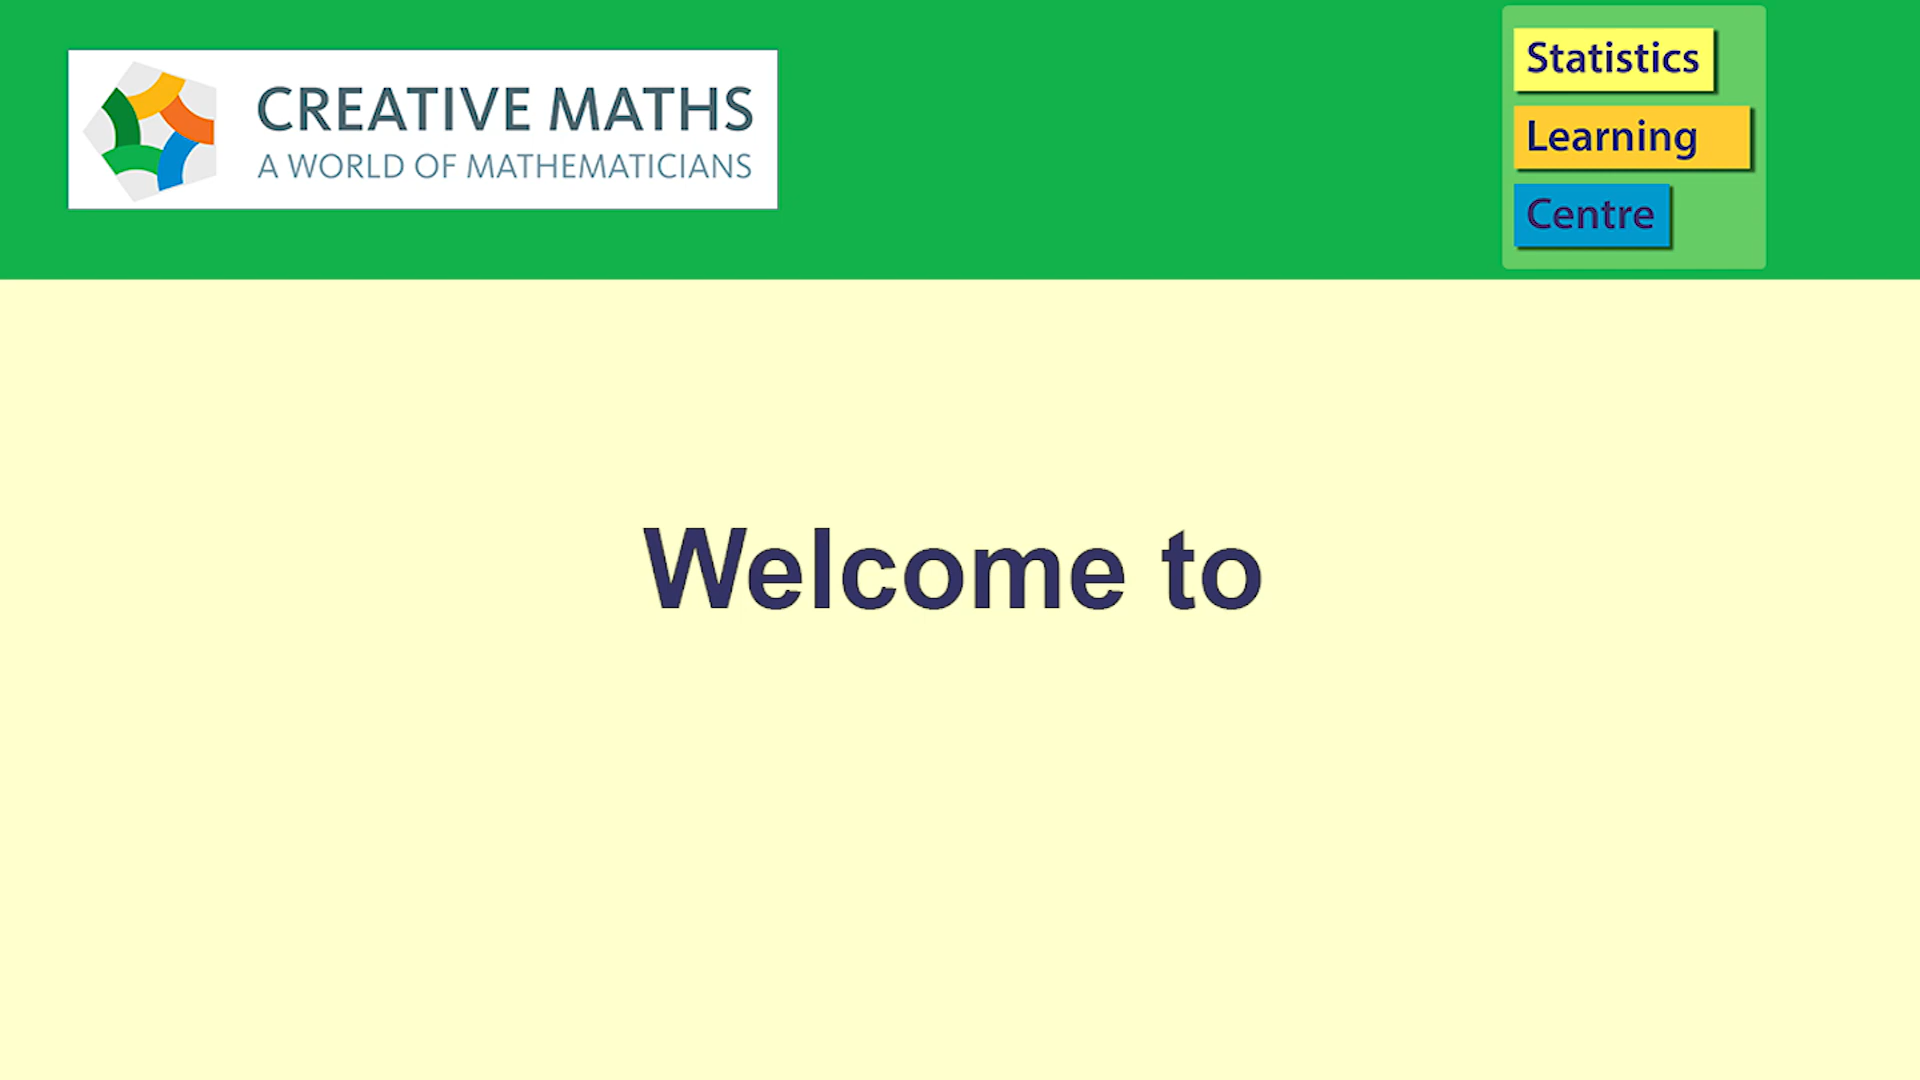 CREATIVE MATHS
A WORLD OF MATHEMATICIANS
Statistics
Learning
Centre
Welcome to